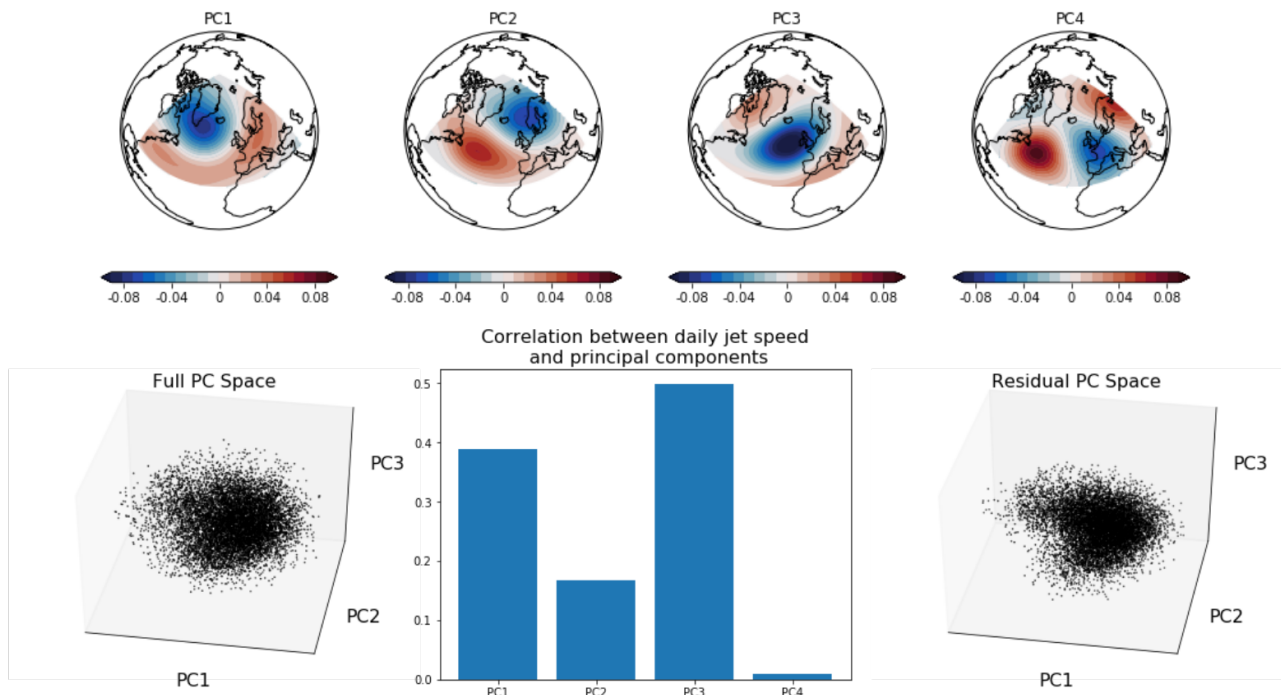 PC1
PC2
PC3
PC4
-0.08 -0.04 0 0.04 0.08
-0.08 -0.04 0 0.04 0.08
-0.08 -0.04 0 0.04 0.08
-0.08 -0.04 0 0.04 0.08
Full PC Space
PC3
PC2
PC1
Correlation between daily jet speed
and principal components
0.5
0.4
0.3
0.2
0.1
0.0
PC1 PC2 PC3 PC4
Residual PC Space
PC3
PC2
PC1